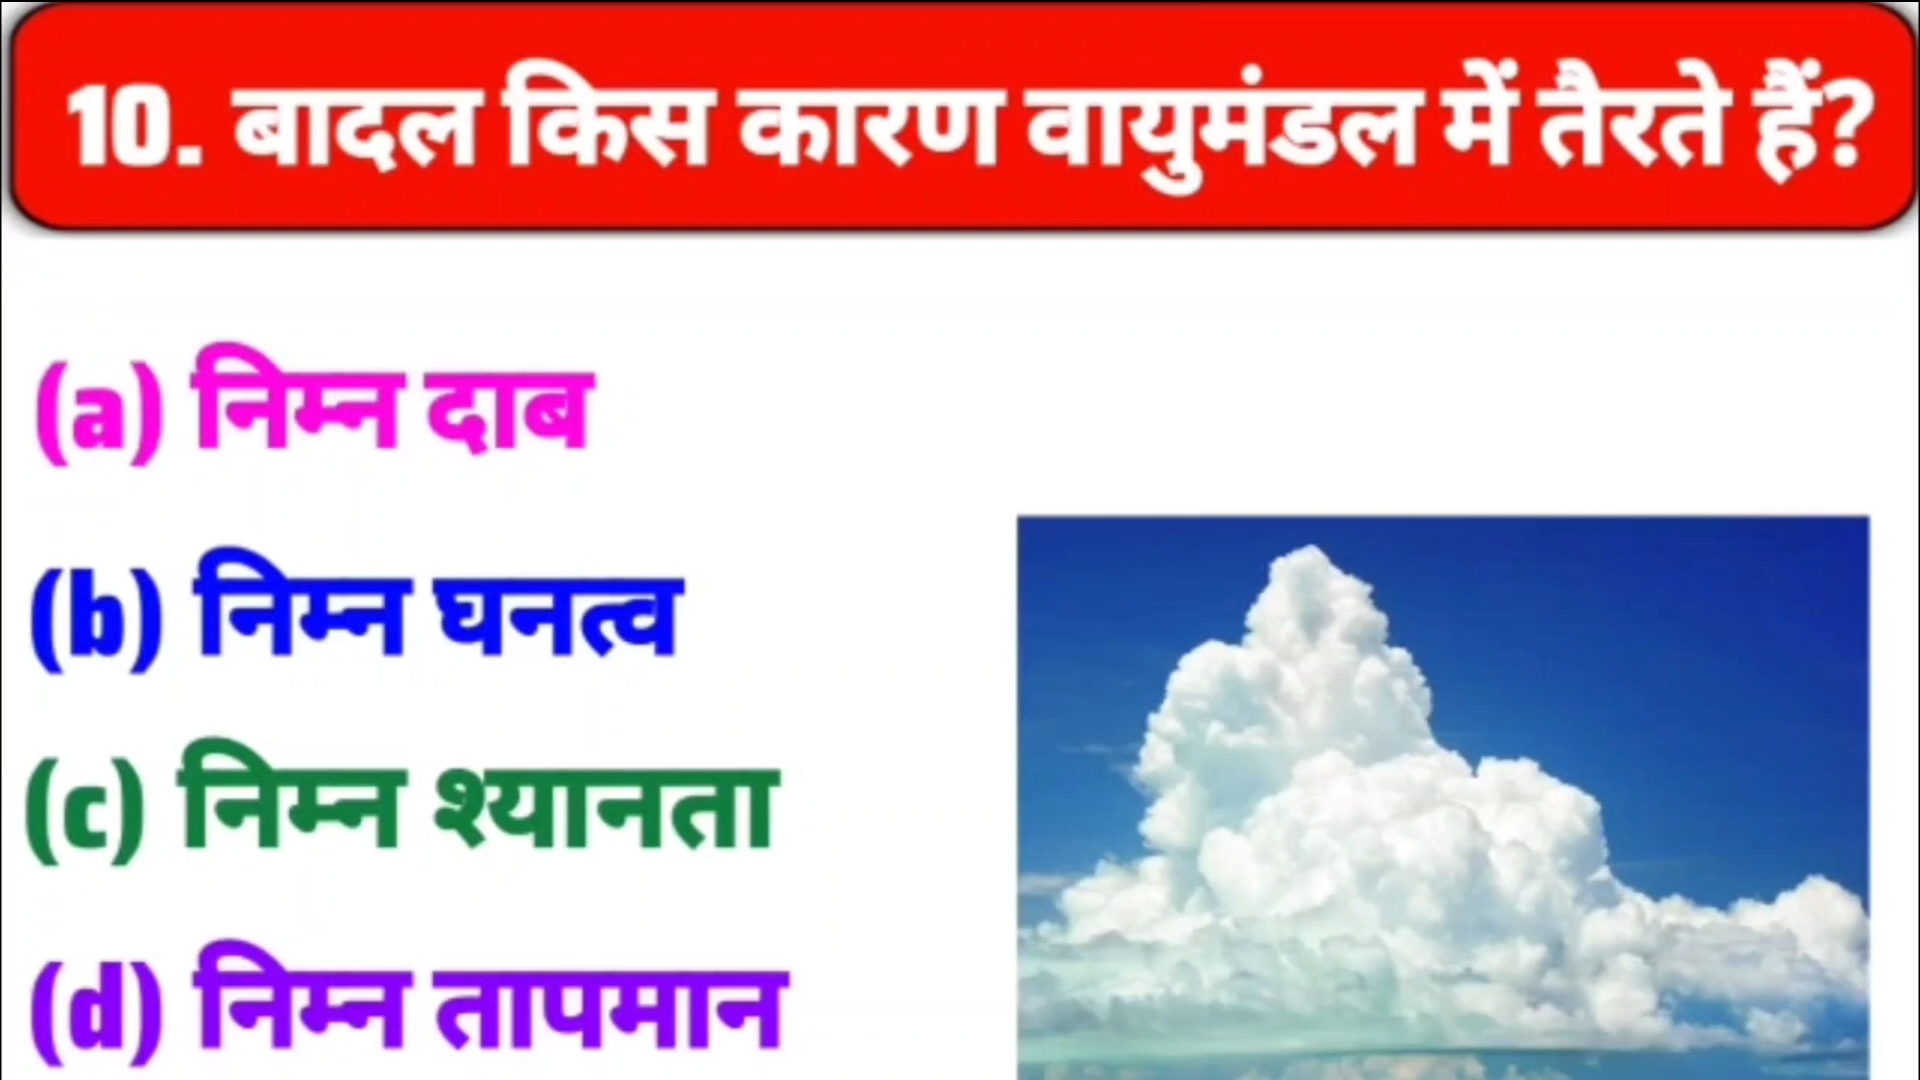 10. बादल किस कारण वायुमंडल में तैरते हैं?
(a) निम्न दाब
(b) निम्न घनत्व
(c) निम्न श्यानता
(d) निम्न तापमान